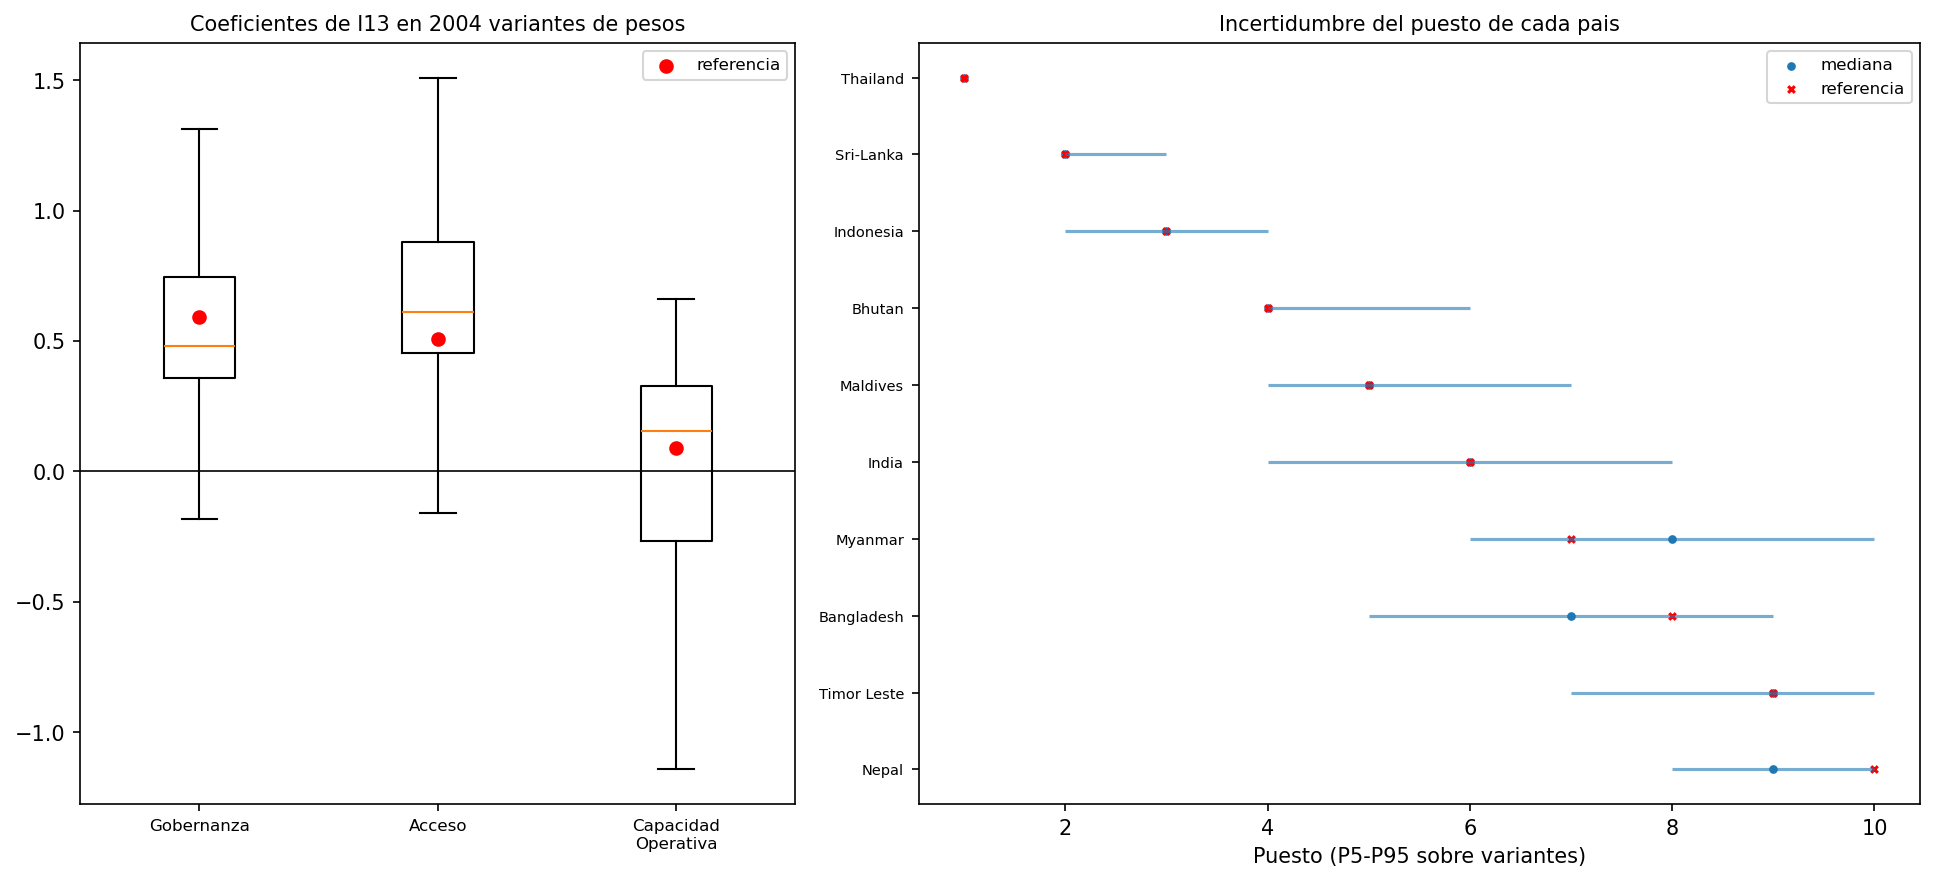 Coeficientes de I13 en 2004 variantes de pesos
referencia
1.5
1.0
0.5
0.0
−0.5
−1.0
Gobernanza
Acceso
Capacidad
Operativa
Incertidumbre del puesto de cada pais
mediana
referencia
Thailand
Sri-Lanka
Indonesia
Bhutan
Maldives
India
Myanmar
Bangladesh
Timor Leste
Nepal
2
4
6
8
10
Puesto (P5-P95 sobre variantes)